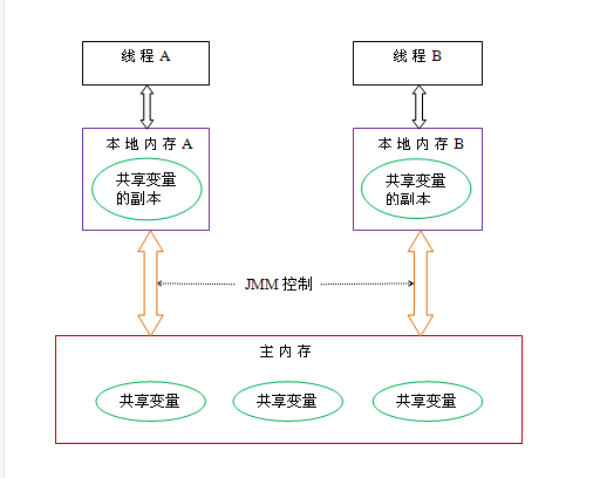 线程 A
线程 B
本地内存 A
本地内存 B
共享变量
的副本
共享变量
的副本
JMM 控制
主内存
共享变量
共享变量
共享变量